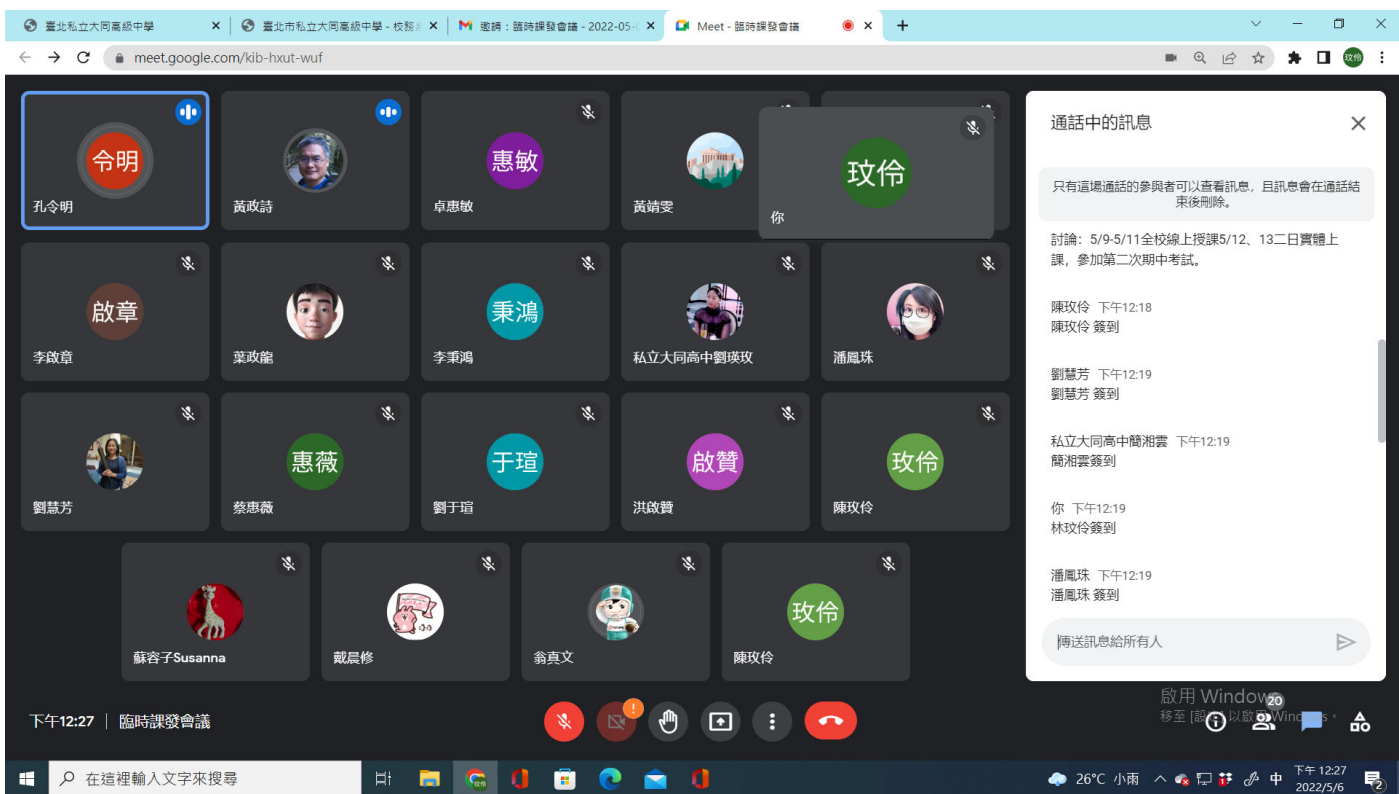 臺北私立大同高級中學
臺北市私立大同高級中學 - 校務
邀請：臨時課發會議 - 2022-05-
Meet - 臨時課發會議
meet.google.com/kib-hxut-wuf
玟伶
令明
孔令明
黃政詩
惠敏
卓惠敏
黃靖雯
玟伶
你
啟章
李啟章
葉政龍
秉鴻
李秉鴻
私立大同高中劉瑛玫
潘鳳珠
劉慧芳
惠薇
蔡惠薇
于瑄
劉于瑄
啟贊
洪啟贊
玫伶
陳玫伶
蘇容子Susanna
戴晨修
翁真文
玫伶
陳玫伶
通話中的訊息
只有這場通話的參與者可以查看訊息，且訊息會在通話結
束後刪除。
討論：5/9-5/11全校線上授課5/12、13二日實體上
課，參加第二次期中考試。
陳玫伶 下午12:18
陳玫伶 簽到
劉慧芳 下午12:19
劉慧芳 簽到
私立大同高中簡湘雲 下午12:19
簡湘雲簽到
你 下午12:19
林玟伶簽到
潘鳳珠 下午12:19
潘鳳珠 簽到
傳送訊息給所有人
啟用 Windows
移至 [設定] 以啟用 Windows。
20
下午12:27 | 臨時課發會議
在這裡輸入文字來搜尋
26°C 小雨
中
下午 12:27
2022/5/6
2